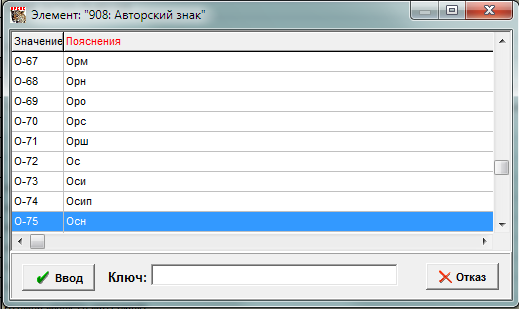 Элемент: "908: Авторский знак"
Значение Пояснения
О-67 Орм
О-68 Орн
О-69 Оро
О-70 Орс
О-71 Орш
О-72 Ос
О-73 Оси
О-74 Осип
О-75 Осн
Ввод Ключ: Отказ